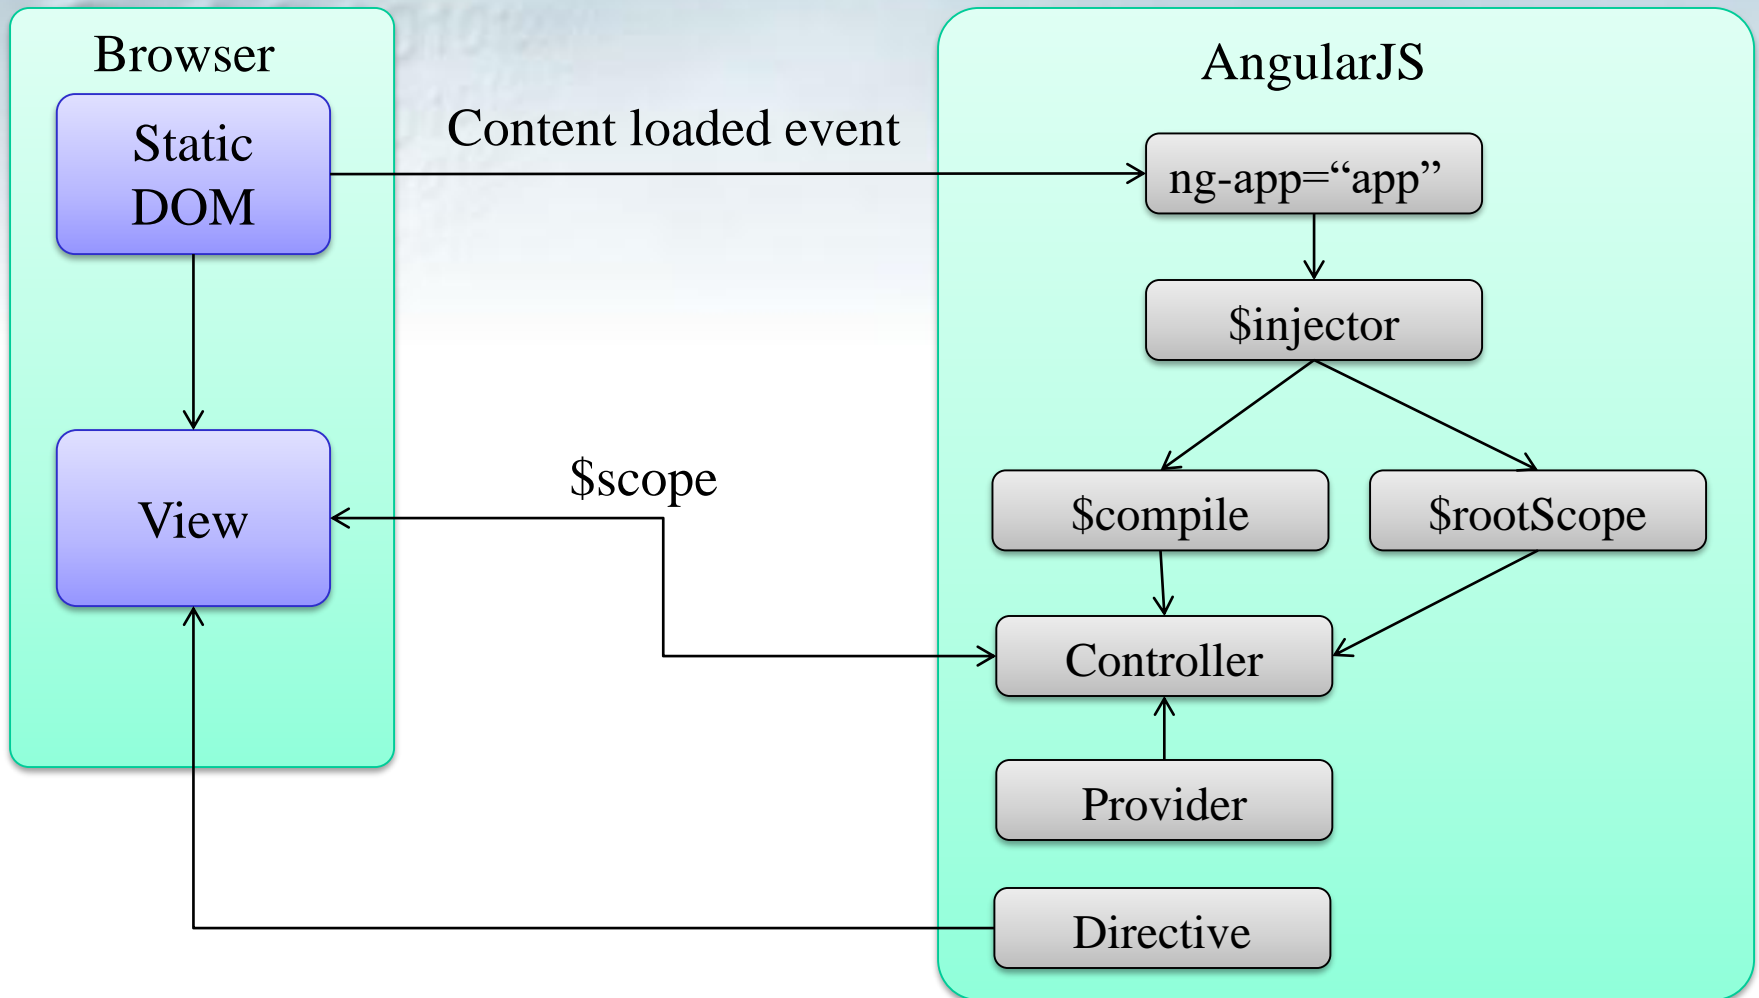 Browser
Static
DOM
View
Content loaded event
$scope
AngularJS
ng-app=“app”
$injector
$compile
$rootScope
Controller
Provider
Directive